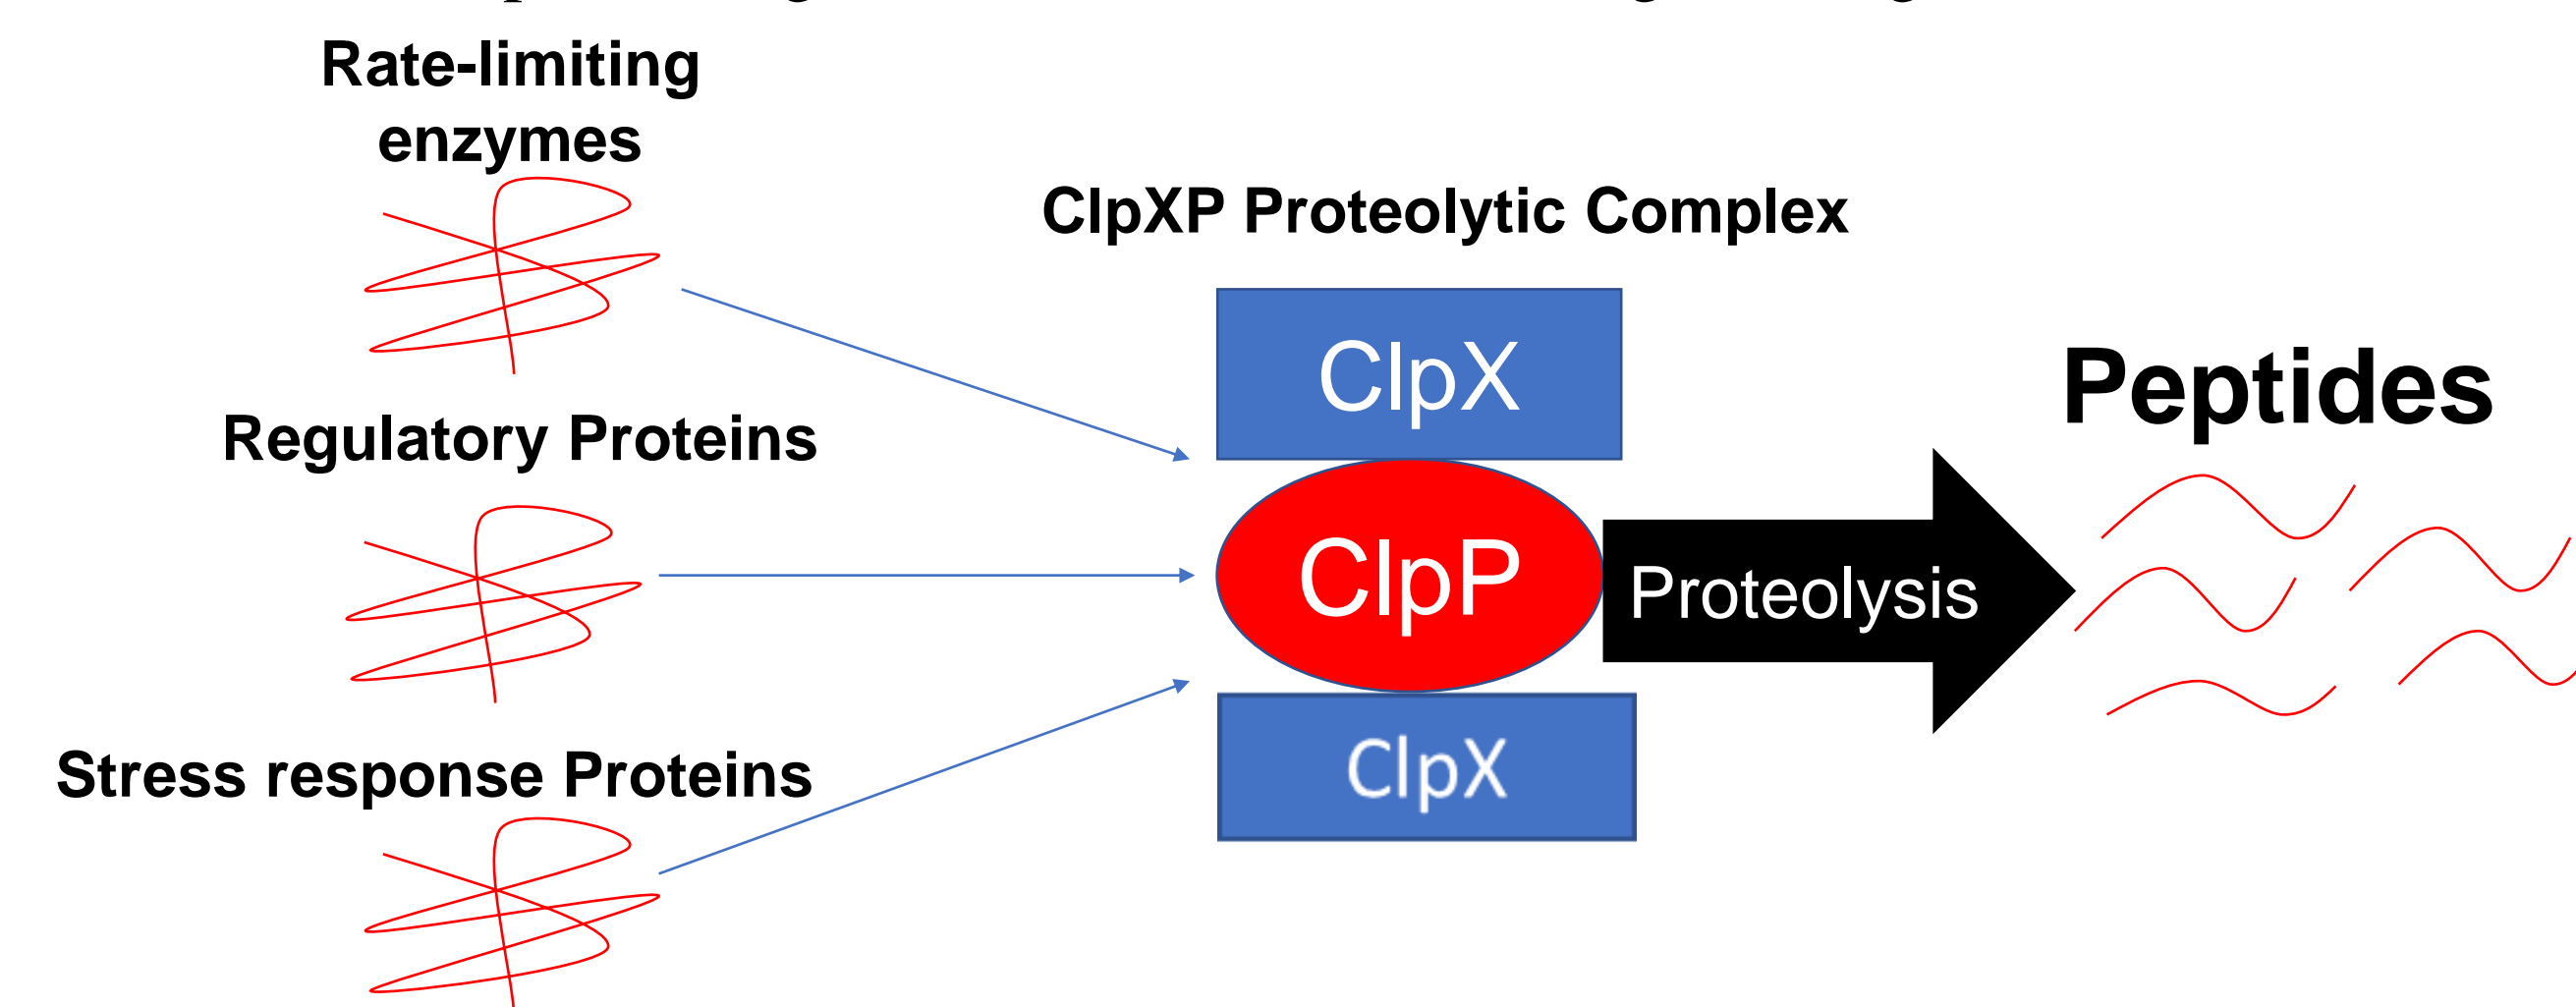 Rate-limiting
enzymes
ClpXP Proteolytic Complex
ClpX
Peptides
Regulatory Proteins
ClpP
Proteolysis
Stress response Proteins
ClpX